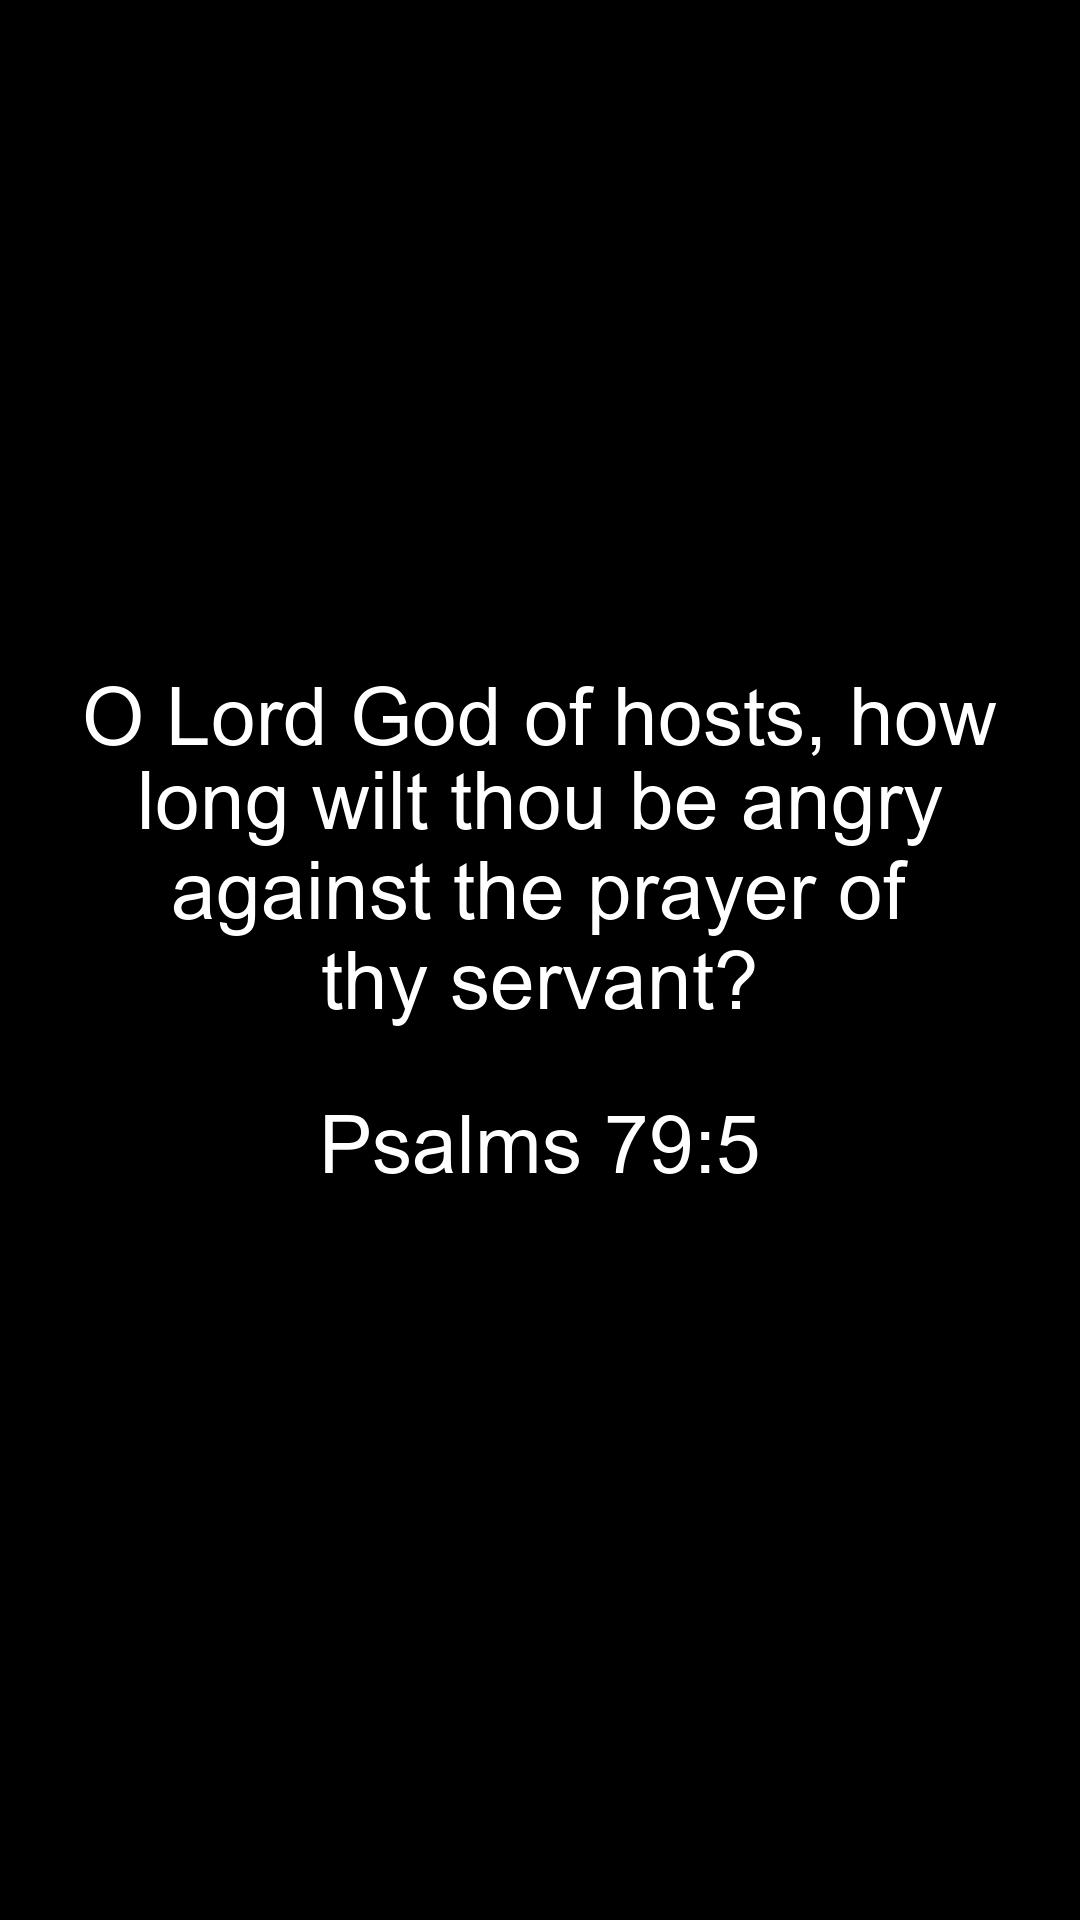 O Lord God of hosts, how
long wilt thou be angry
against the prayer of
thy servant?
Psalms 79:5